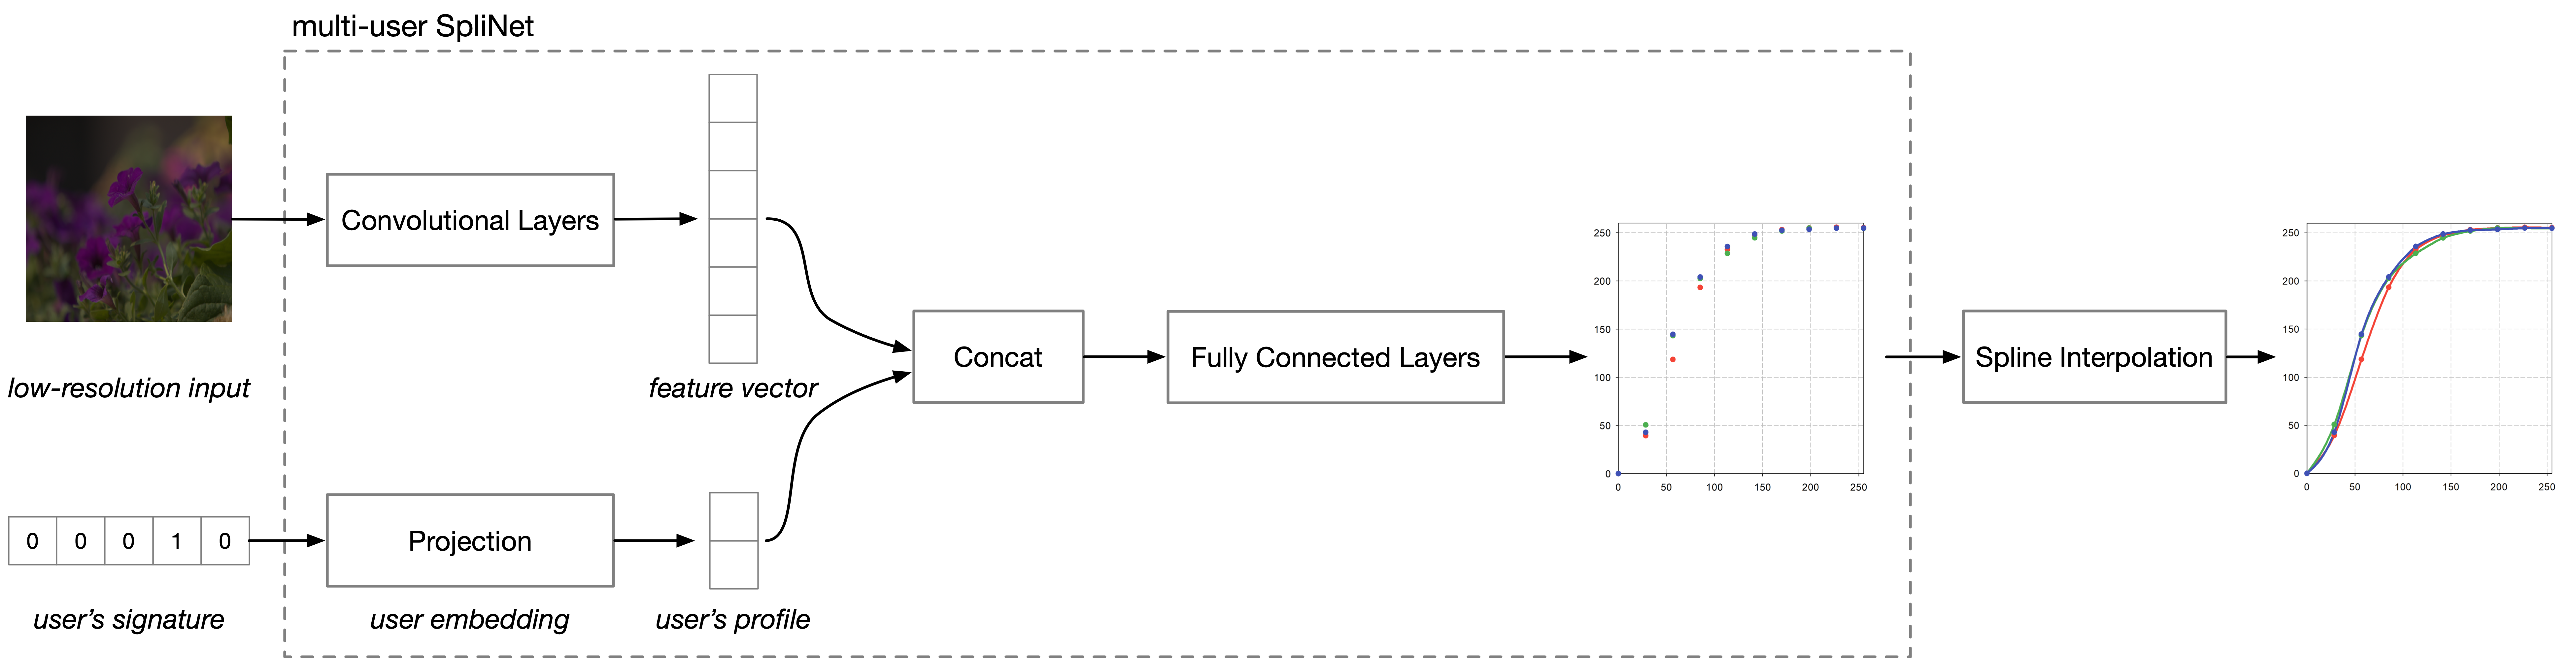 multi-user SpliNet
Convolutional Layers
low-resolution input
feature vector
Concat
Fully Connected Layers
Spline Interpolation
250
200
150
100
50
0
0 50 100 150 200 250
250
200
150
100
50
0
0 50 100 150 200 250
0 0 0 1 0
Projection
user's signature
user embedding
user's profile